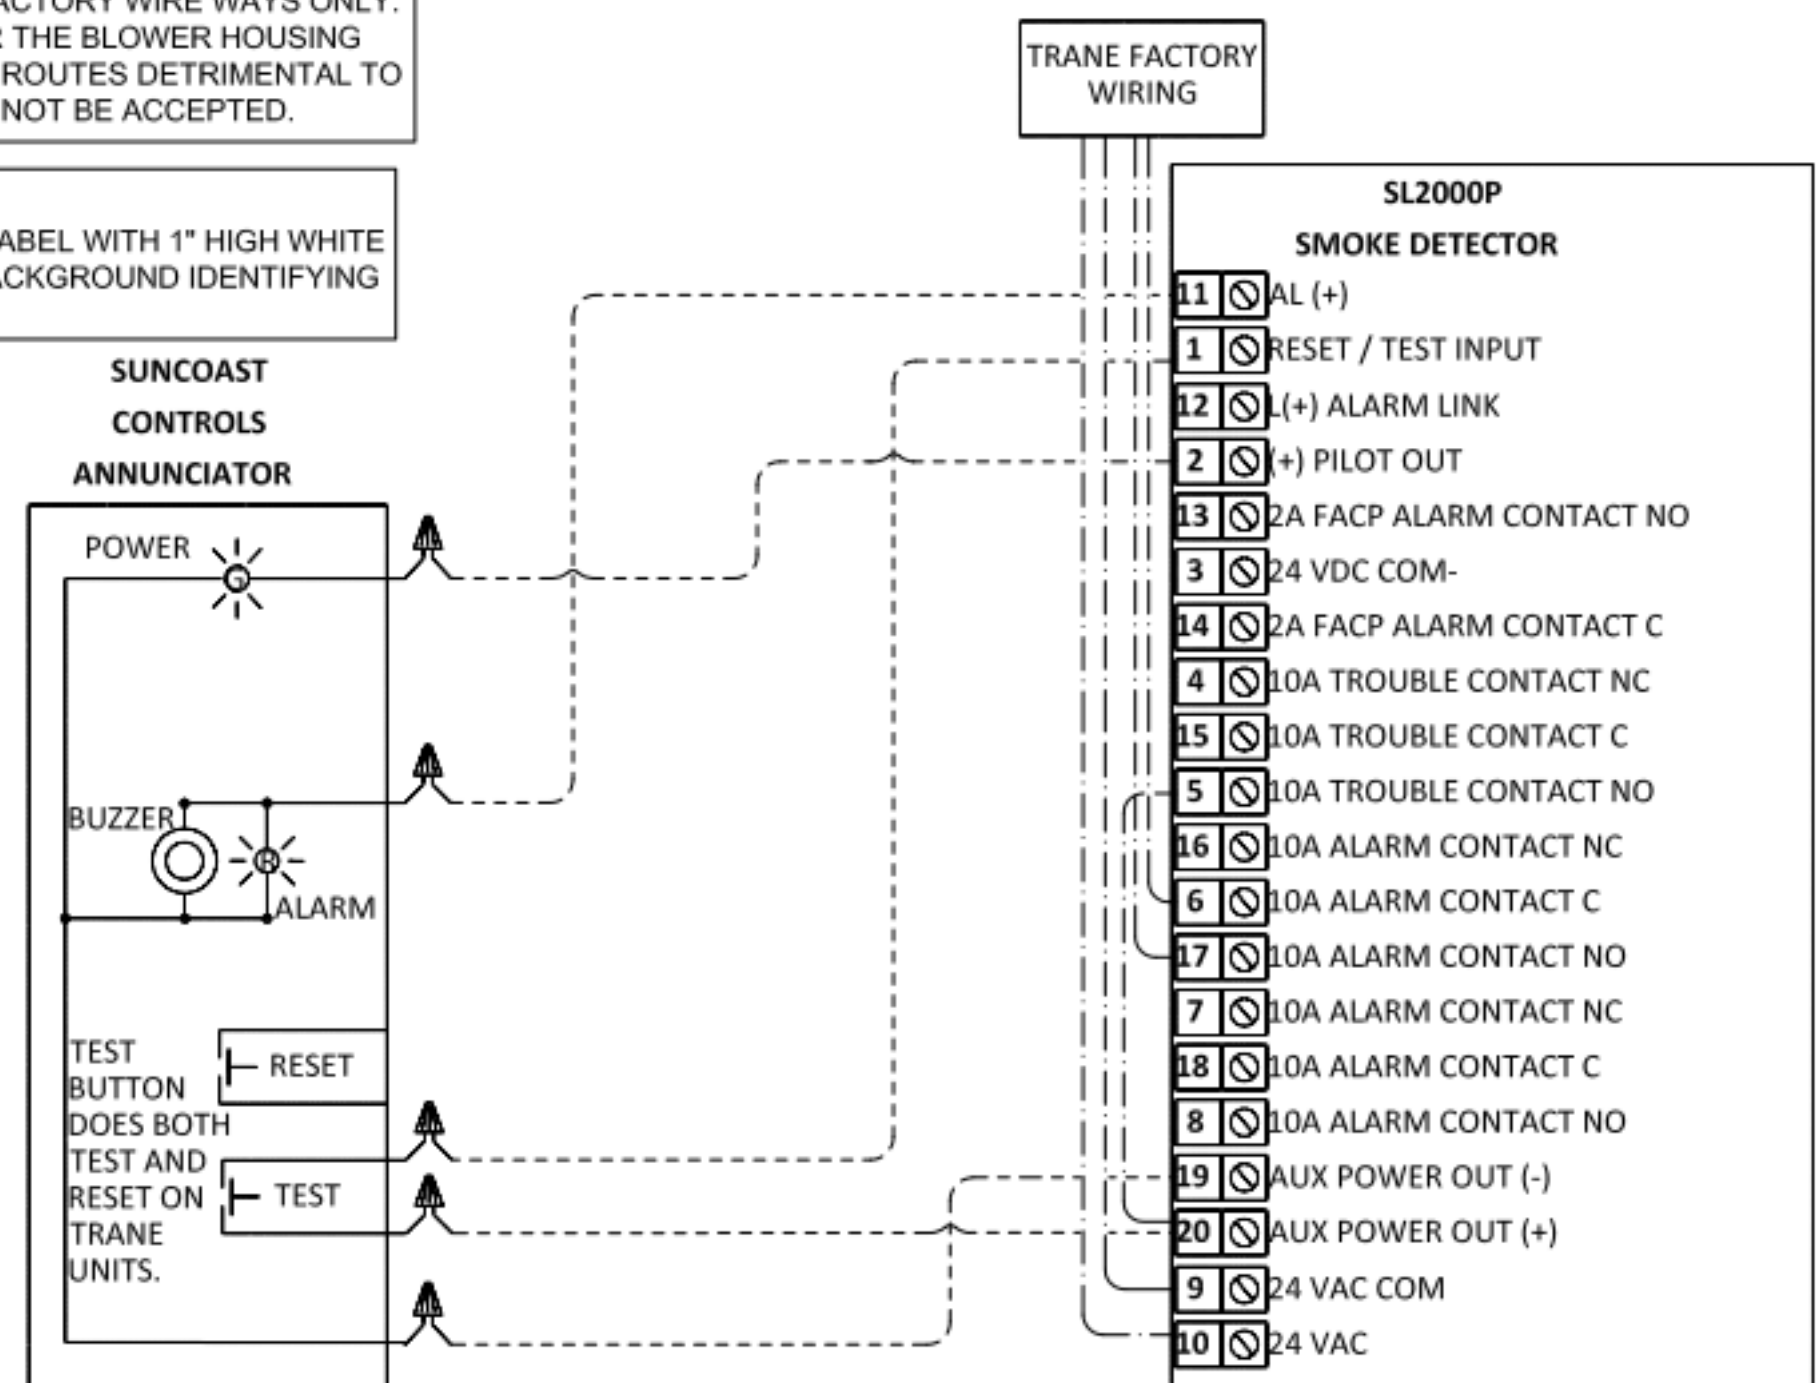 FACTORY WIRE WAYS ONLY.
THE BLOWER HOUSING
ROUTES DETRIMENTAL TO
NOT BE ACCEPTED.
LABEL WITH 1" HIGH WHITE
BACKGROUND IDENTIFYING
TRANE FACTORY
WIRING
SUNCOAST
CONTROLS
ANNUNCIATOR
POWER
G
BUZZER
R
ALARM
TEST
BUTTON
DOES BOTH
TEST AND
RESET ON
TRANE
UNITS.
RESET
TEST
SL2000P
SMOKE DETECTOR
11 AL (+)
1 RESET / TEST INPUT
12 L(+) ALARM LINK
2 (+) PILOT OUT
13 2A FACP ALARM CONTACT NO
3 24 VDC COM-
14 2A FACP ALARM CONTACT C
4 10A TROUBLE CONTACT NC
15 10A TROUBLE CONTACT C
5 10A TROUBLE CONTACT NO
16 10A ALARM CONTACT NC
6 10A ALARM CONTACT C
17 10A ALARM CONTACT NO
7 10A ALARM CONTACT NC
18 10A ALARM CONTACT C
8 10A ALARM CONTACT NO
19 AUX POWER OUT (-)
20 AUX POWER OUT (+)
9 24 VAC COM
10 24 VAC